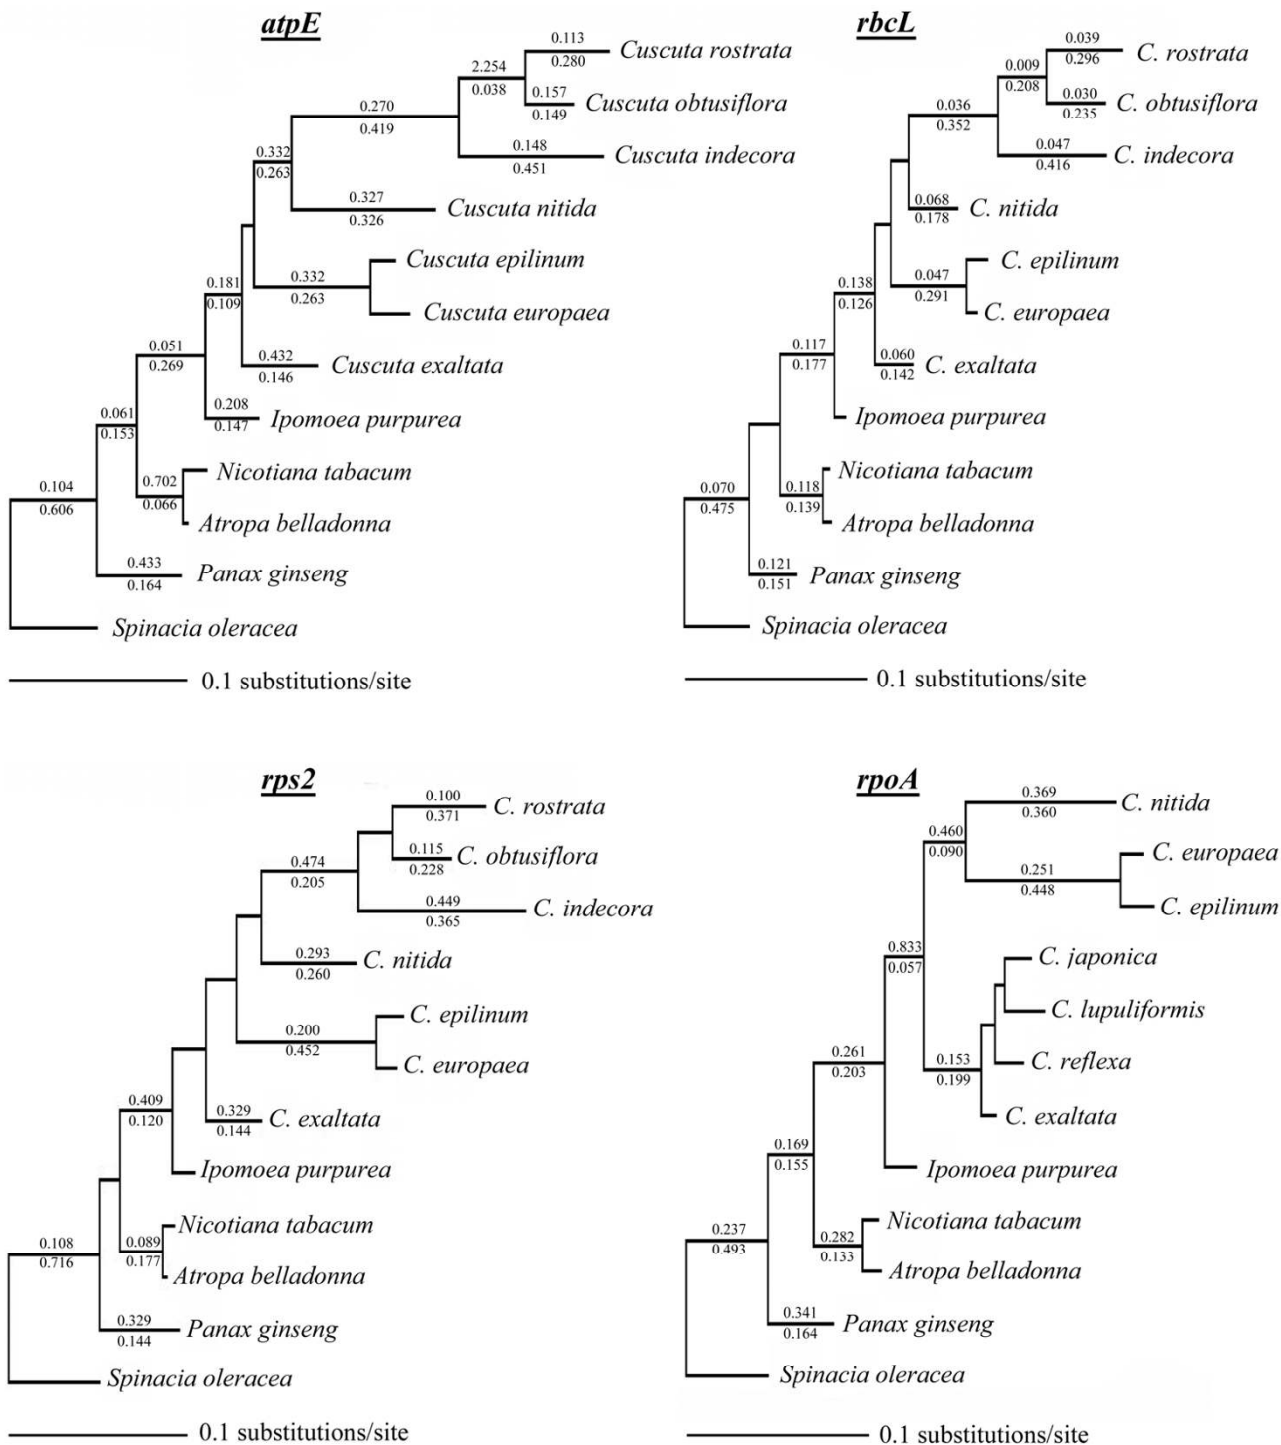 atpE
0.113
0.280
Cuscuta rostrata
2.254
0.038
0.157
0.149
Cuscuta obtusiflora
0.270
0.419
0.148
0.451
Cuscuta indecora
0.332
0.263
0.327
0.326
Cuscuta nitida
Cuscuta epilinum
0.332
0.263
Cuscuta europaea
0.181
0.109
0.432
0.146
Cuscuta exaltata
0.051
0.269
0.208
0.147
Ipomoea purpurea
0.061
0.153
Nicotiana tabacum
0.702
0.066
Atropa belladonna
0.104
0.606
0.433
0.164
Panax ginseng
Spinacia oleracea
0.1 substitutions/site
rbcL
0.039
0.296
C. rostrata
0.009
0.208
0.030
0.235
C. obtusiflora
0.036
0.352
0.047
0.416
C. indecora
0.068
0.178
C. nitida
C. epilinum
0.047
0.291
C. europaea
0.138
0.126
0.060
0.142
C. exaltata
0.117
0.177
Ipomoea purpurea
Nicotiana tabacum
0.118
0.139
Atropa belladonna
0.070
0.475
0.121
0.151
Panax ginseng
Spinacia oleracea
0.1 substitutions/site
rps2
0.100
0.371
C. rostrata
0.115
0.228
C. obtusiflora
0.474
0.205
0.449
0.365
C. indecora
0.293
0.260
C. nitida
C. epilinum
0.200
0.452
C. europaea
0.409
0.120
0.329
0.144
C. exaltata
Ipomoea purpurea
Nicotiana tabacum
0.089
0.177
Atropa belladonna
0.108
0.716
0.329
0.144
Panax ginseng
Spinacia oleracea
0.1 substitutions/site
rpoA
0.369
0.360
C. nitida
0.460
0.090
C. europaea
0.251
0.448
C. epilinum
0.833
0.057
C. japonica
C. lupuliformis
0.153
0.199
C. reflexa
C. exaltata
0.261
0.203
Ipomoea purpurea
0.169
0.155
Nicotiana tabacum
0.282
0.133
Atropa belladonna
0.237
0.493
0.341
0.164
Panax ginseng
Spinacia oleracea
0.1 substitutions/site